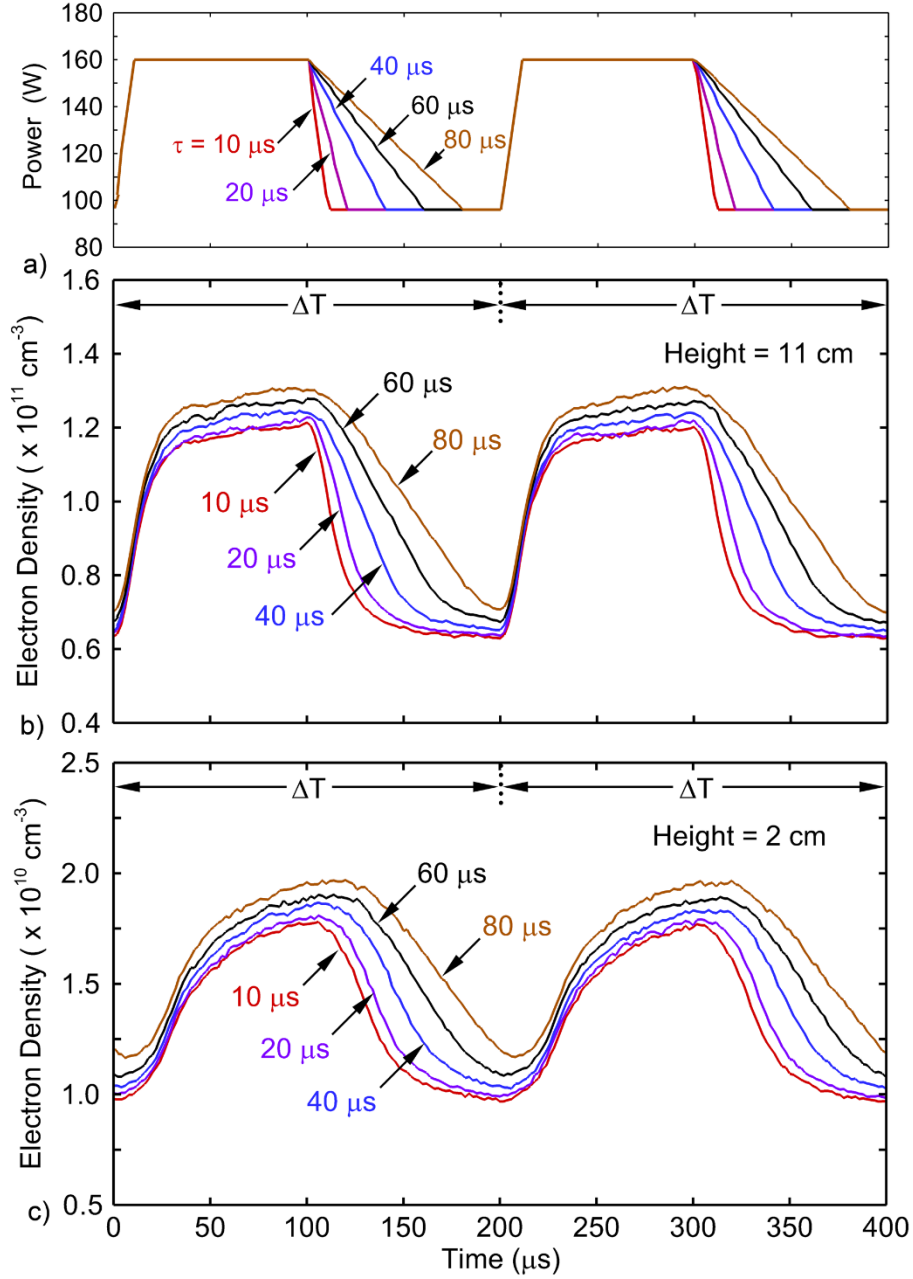 180
160
140
120
100
80
Power (W)
40 μs
60 μs
80 μs
τ = 10 μs
20 μs
a)
1.6
1.4
1.2
1.0
0.8
0.6
0.4
Electron Density ( x 10¹¹ cm⁻³)
ΔT
ΔT
Height = 11 cm
60 μs
80 μs
10 μs
20 μs
40 μs
b)
2.5
2.0
1.5
1.0
0.5
Electron Density ( x 10¹⁰ cm⁻³)
ΔT
ΔT
Height = 2 cm
60 μs
80 μs
10 μs
20 μs
40 μs
c)
0 50 100 150 200 250 300 350 400
Time (μs)